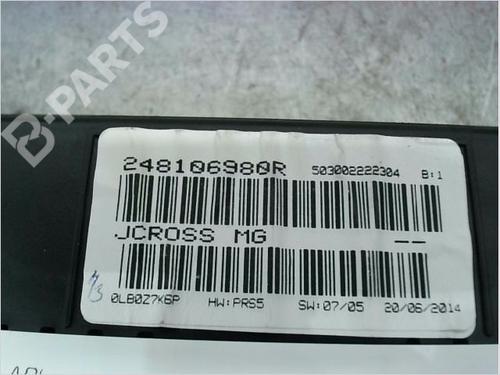 B-PARTS
248106980R 503002222304 B:1
JCROSS MG --
0LB0Z7K6P HW:PRS5 SW:07/05 20/06/2014